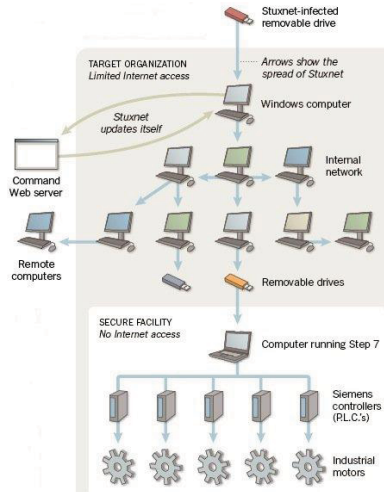 Stuxnet-infected
removable drive
TARGET ORGANIZATION
Limited Internet access
Arrows show the
spread of Stuxnet
Windows computer
Stuxnet
updates itself
Command
Web server
Internal
network
Remote
computers
Removable drives
SECURE FACILITY
No Internet access
Computer running Step 7
Siemens
controllers
(P.L.C.'s)
Industrial
motors